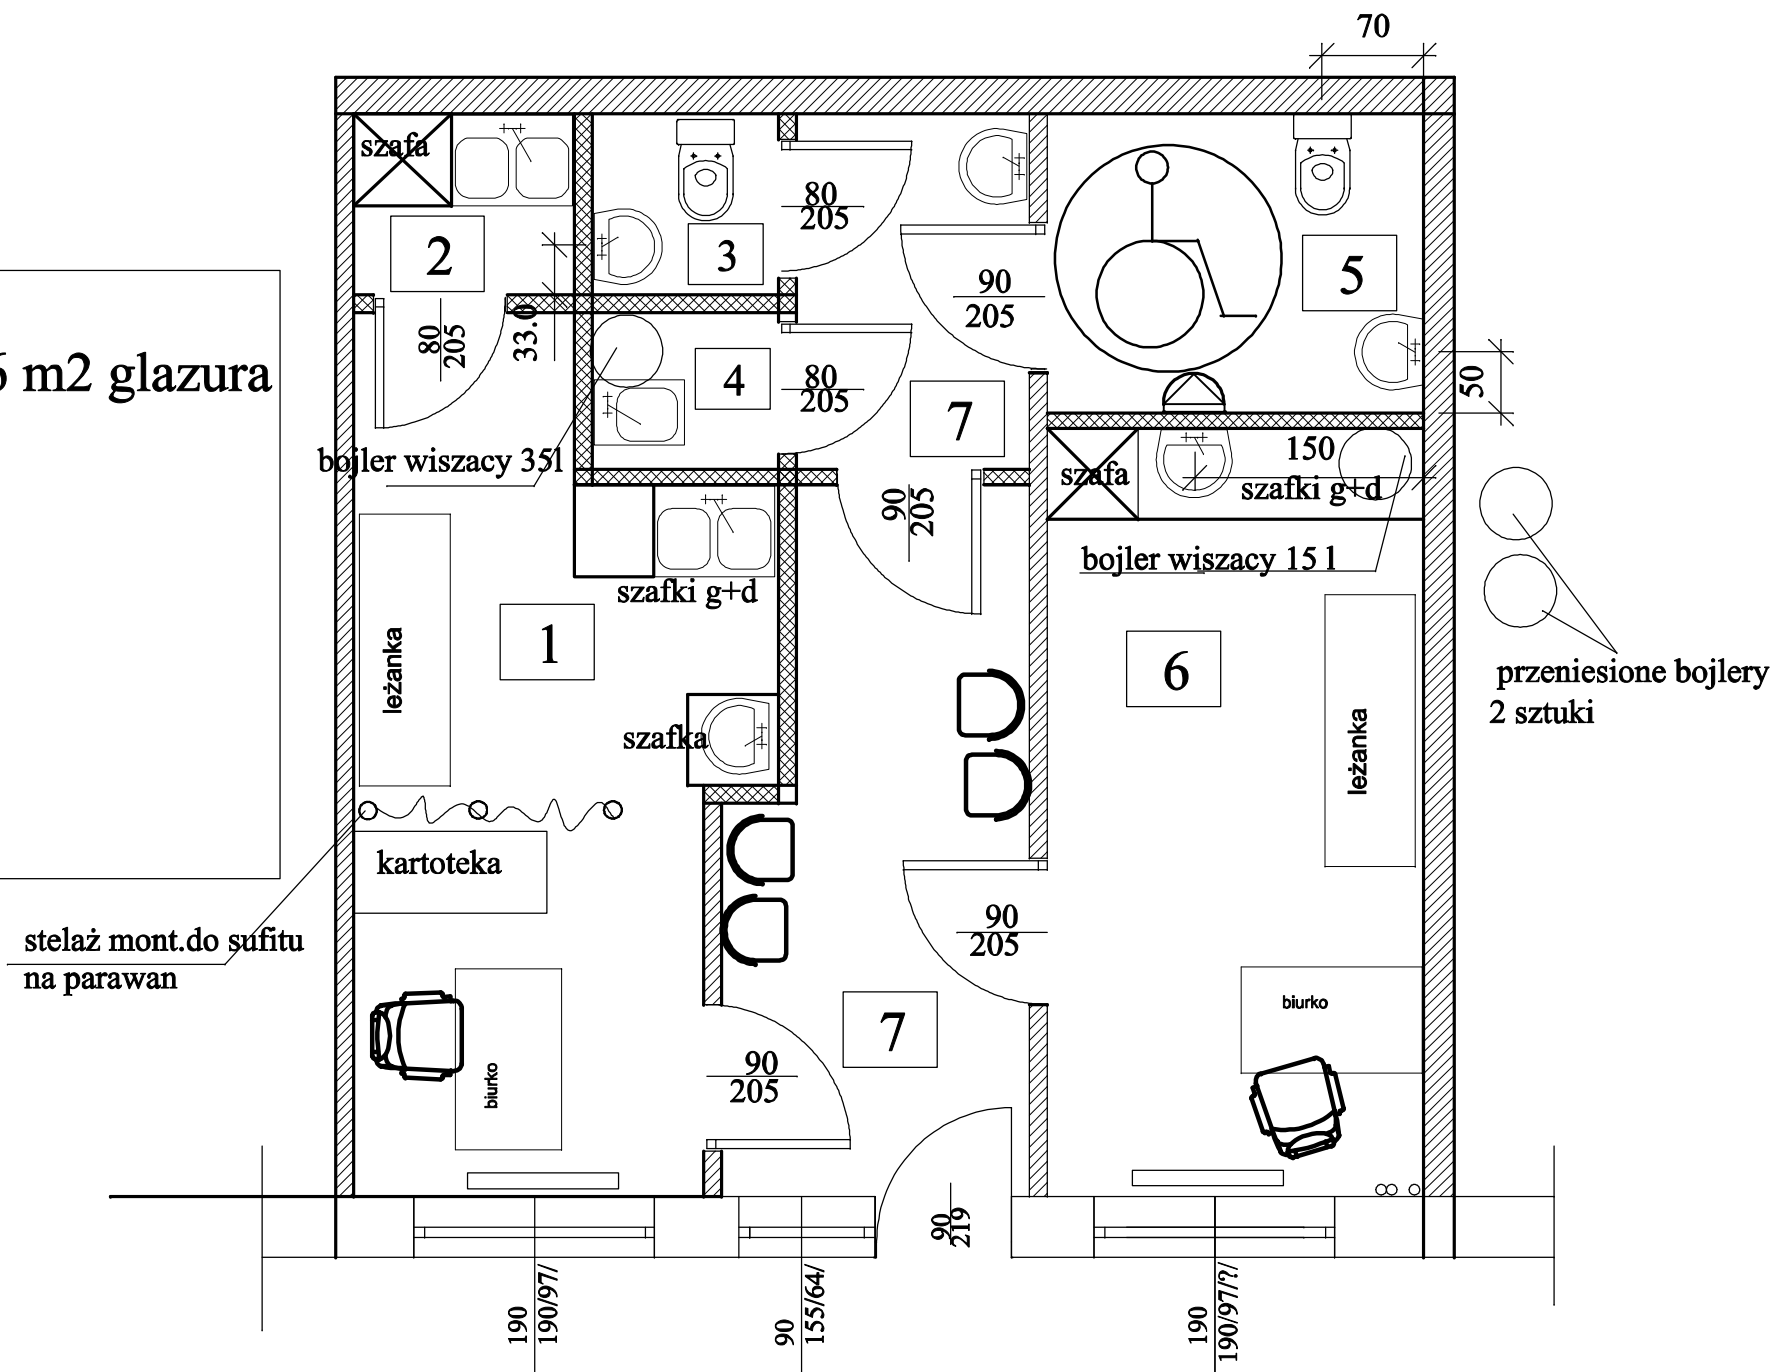 70
szafa
2
80
205
33.0
3
80
205
90
205
5
50
6 m2 glazura
4
80
205
7
bojler wiszacy 35l
90
205
szafa
150
szafki g+d
bojler wiszacy 15 l
szafki g+d
leżanka
1
szafka
6
leżanka
przeniesione bojlery
2 sztuki
kartoteka
stelaż mont.do sufitu
na parawan
biurko
90
205
7
90
205
biurko
90
219
190
190/97/
90
155/64/
190
190/97/?/